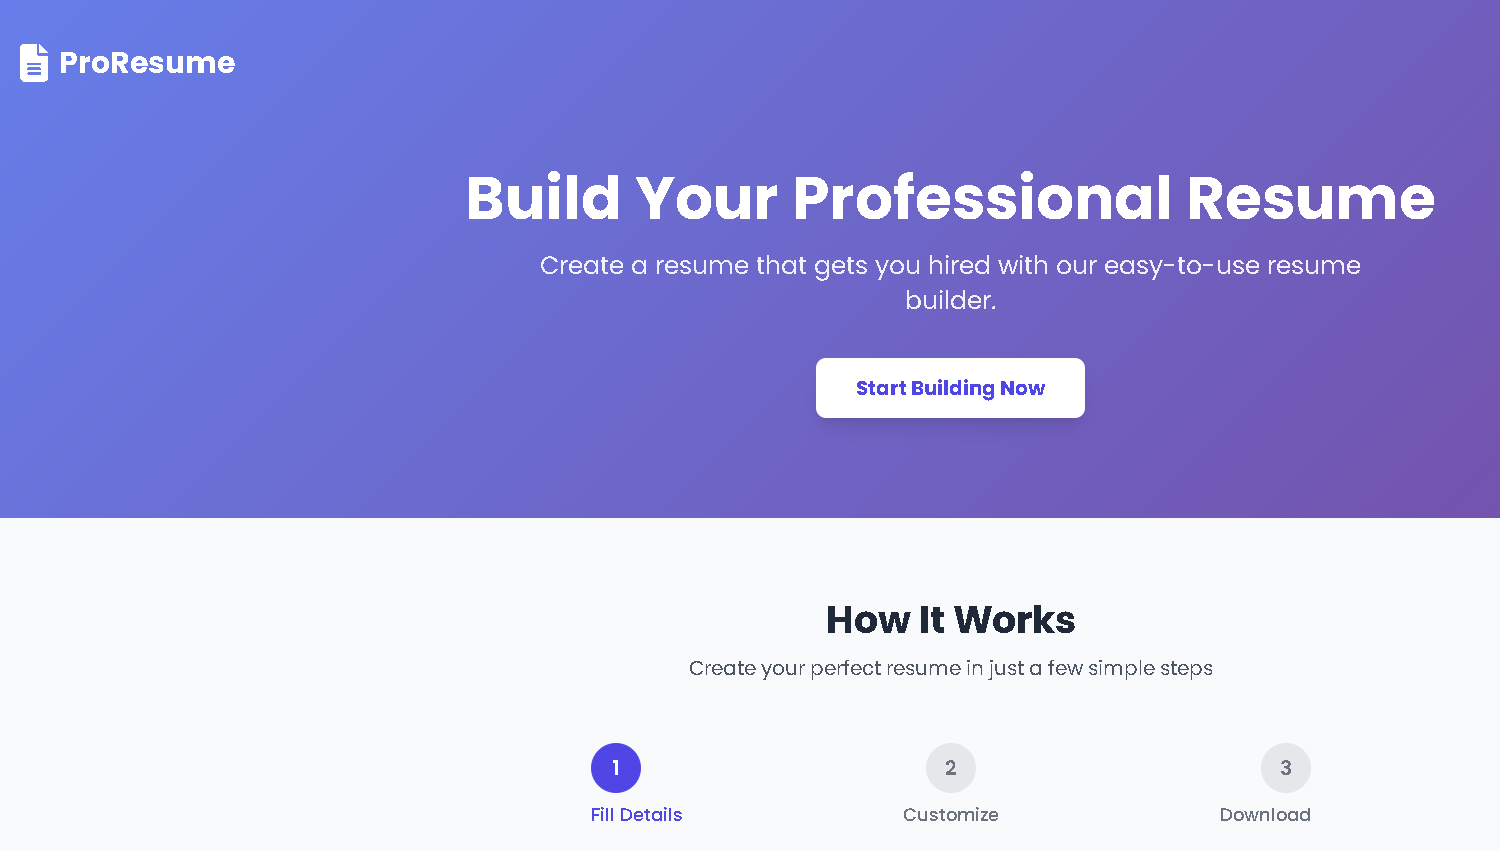 ProResume
Build Your Professional Resume
Create a resume that gets you hired with our easy-to-use resume
builder.
Start Building Now
How It Works
Create your perfect resume in just a few simple steps
1
2
3
Fill Details
Customize
Download